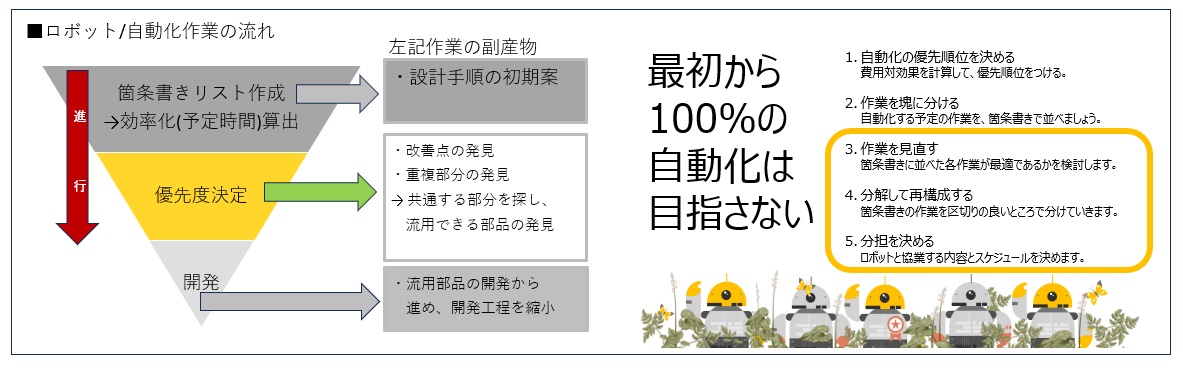 ■ロボット/自動化作業の流れ
左記作業の副産物
進
行
箇条書きリスト作成
→効率化(予定時間)算出
・設計手順の初期案
優先度決定
・改善点の発見
・重複部分の発見
→共通する部分を探し、
流用できる部品の発見
開発
・流用部品の開発から
進め、開発工程を縮小
最初から
100%の
自動化は
目指さない
1. 自動化の優先順位を決める
費用対効果を計算して、優先順位をつける。
2. 作業を塊に分ける
自動化する予定の作業を、箇条書きで並べましょう。
3. 作業を見直す
箇条書きに並べた各作業が最適であるかを検討します。
4. 分解して再構成する
箇条書きの作業を区切りの良いところで分けていきます。
5. 分担を決める
ロボットと協業する内容とスケジュールを決めます。